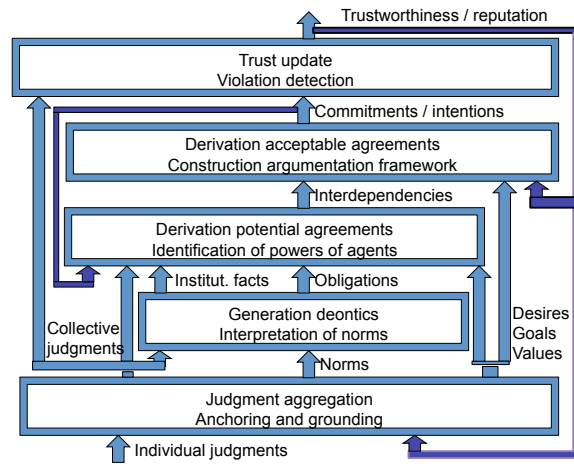 Trustworthiness / reputation
Trust update
Violation detection
Commitments / intentions
Derivation acceptable agreements
Construction argumentation framework
Interdependencies
Derivation potential agreements
Identification of powers of agents
Institut. facts
Obligations
Generation deontics
Interpretation of norms
Collective
judgments
Desires
Goals
Values
Norms
Judgment aggregation
Anchoring and grounding
Individual judgments